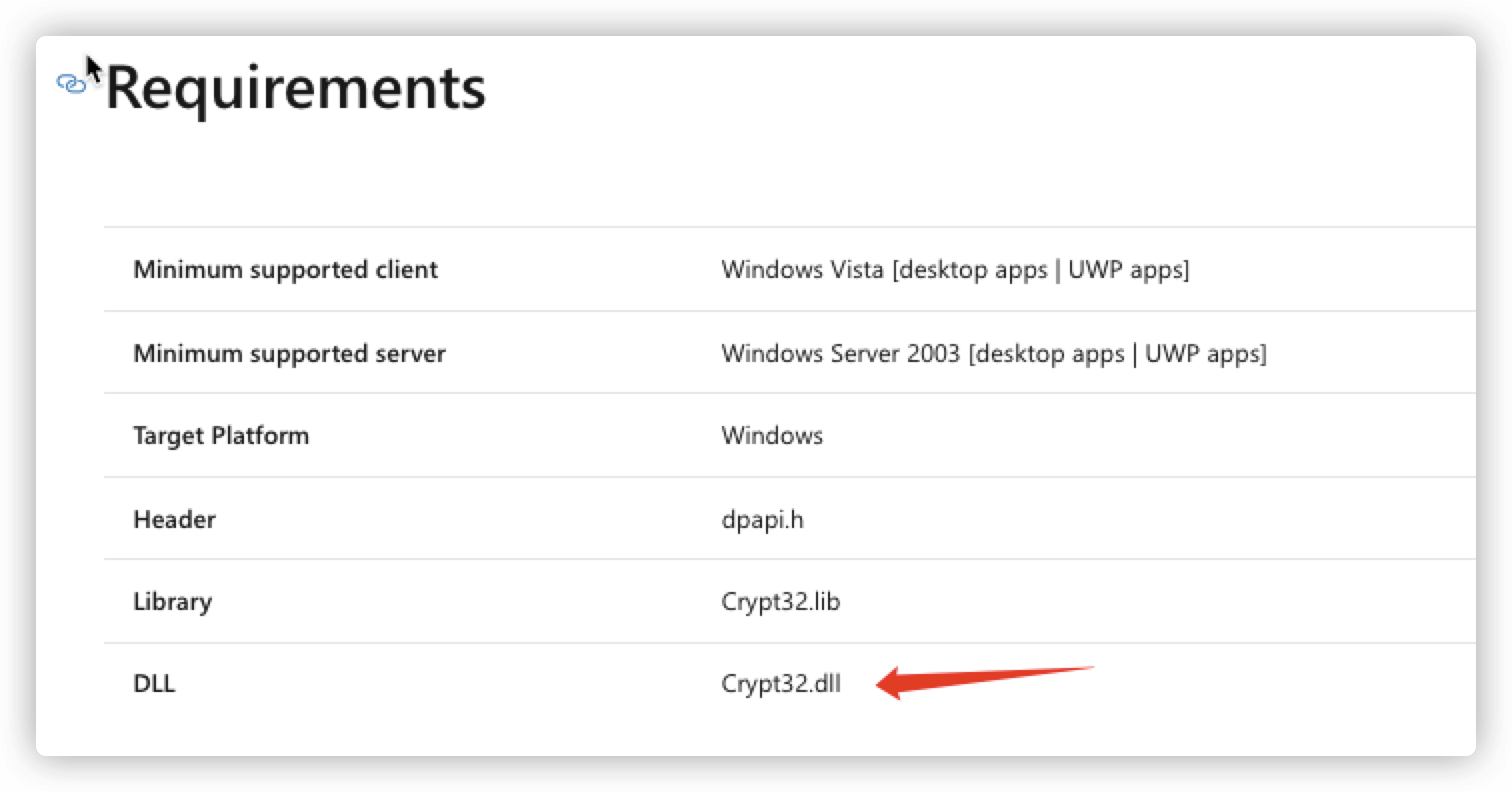 Requirements
Minimum supported client Windows Vista [desktop apps | UWP apps]
Minimum supported server Windows Server 2003 [desktop apps | UWP apps]
Target Platform Windows
Header dpapi.h
Library Crypt32.lib
DLL Crypt32.dll